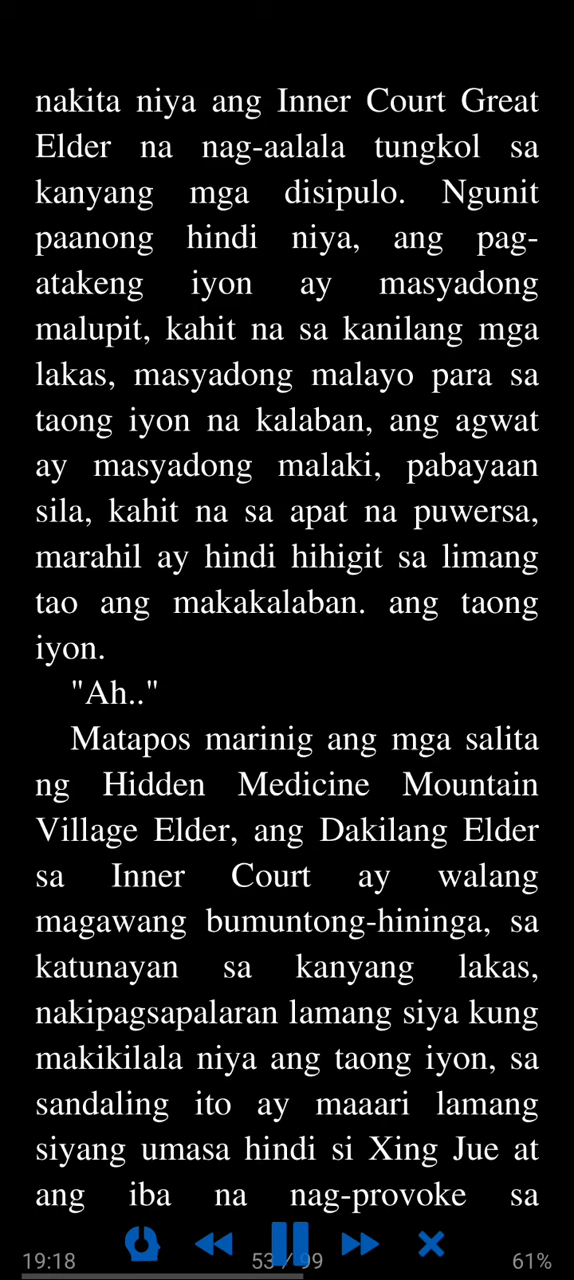 nakita niya ang Inner Court Great
Elder na nag-aalala tungkol sa
kanyang mga disipulo. Ngunit
paanong hindi niya, ang pag-
atakeng iyon ay masyadong
malupit, kahit na sa kanilang mga
lakas, masyadong malayo para sa
taong iyon na kalaban, ang agwat
ay masyadong malaki, pabayaan
sila, kahit na sa apat na puwersa,
marahil ay hindi hihigit sa limang
tao ang makakalaban. ang taong
iyon.
"Ah.."
Matapos marinig ang mga salita
ng Hidden Medicine Mountain
Village Elder, ang Dakilang Elder
sa Inner Court ay walang
magawang bumuntong-hininga, sa
katunayan sa kanyang lakas,
nakipagsapalaran lamang siya kung
makikilala niya ang taong iyon, sa
sandaling ito ay maaari lamang
siyang umasa hindi si Xing Jue at
ang iba na nag-provoke sa
19:18 53 / 99 61%